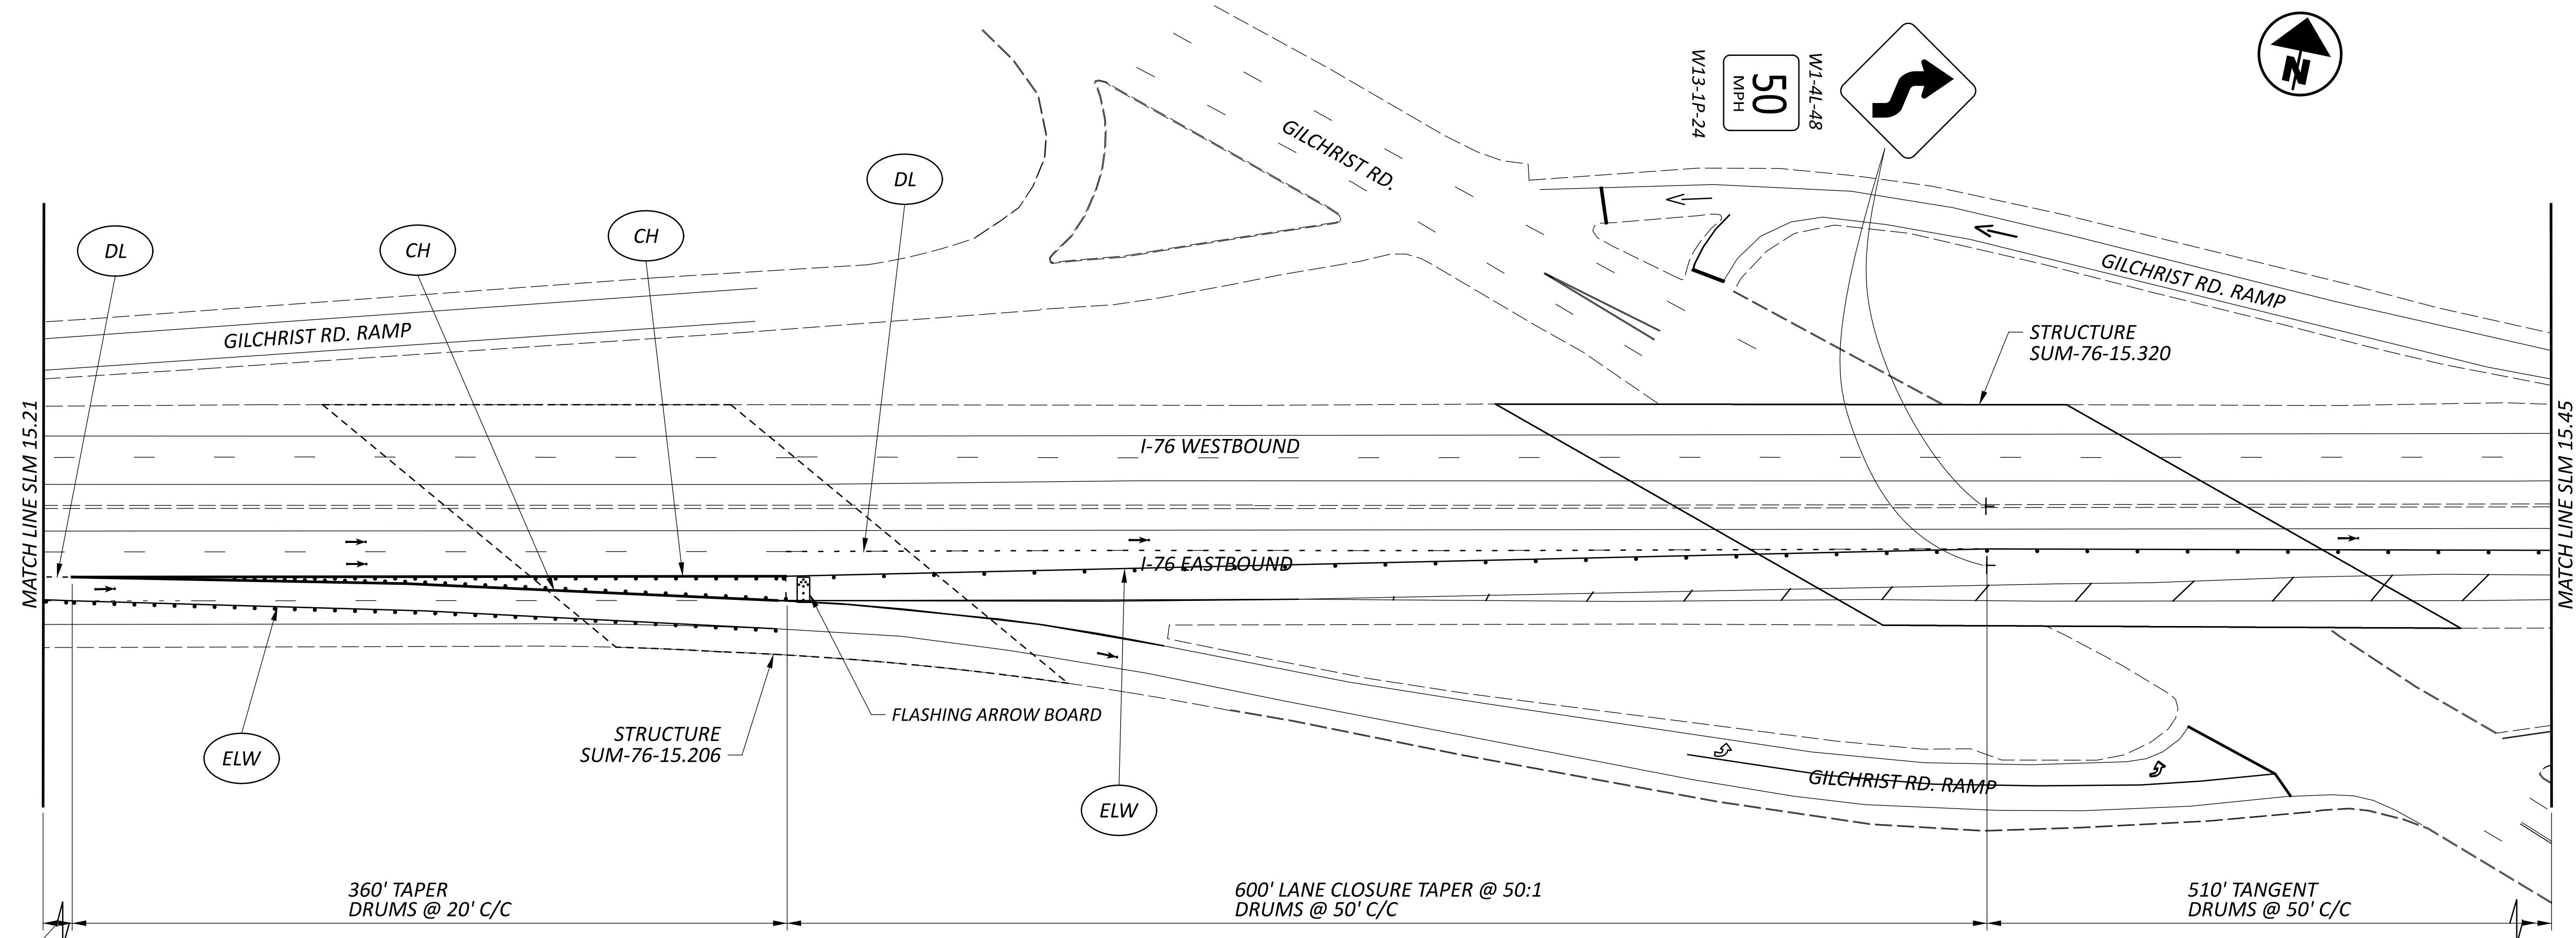 N
W1-4L-48
50
MPH
W13-1P-24
GILCHRIST RD.
DL
DL
CH
CH
GILCHRIST RD. RAMP
GILCHRIST RD. RAMP
STRUCTURE
SUM-76-15.320
MATCH LINE SLM 15.21
MATCH LINE SLM 15.45
I-76 WESTBOUND
I-76 EASTBOUND
FLASHING ARROW BOARD
STRUCTURE
SUM-76-15.206
ELW
ELW
GILCHRIST RD. RAMP
360' TAPER
DRUMS @ 20' C/C
600' LANE CLOSURE TAPER @ 50:1
DRUMS @ 50' C/C
510' TANGENT
DRUMS @ 50' C/C